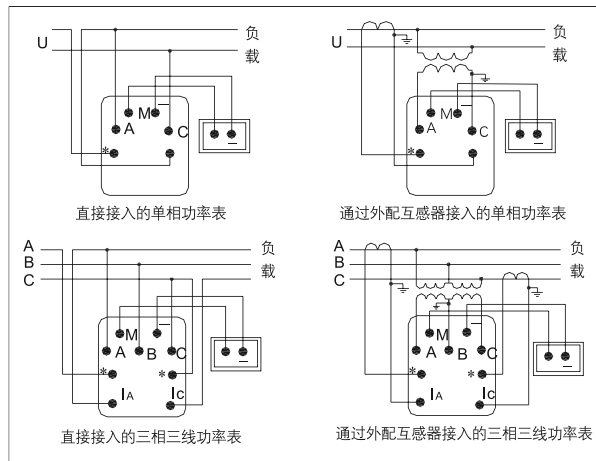 U
负
载
M
—
A
C
—
*
直接接入的单相功率表
U
负
载
M
—
A
C
—
*
通过外配互感器接入的单相功率表
A
B
C
负
载
M
—
A
B
C
—
*
*
IA
IC
直接接入的三相三线功率表
A
B
C
负
载
M
—
A
B
C
—
*
*
IA
IC
通过外配互感器接入的三相三线功率表